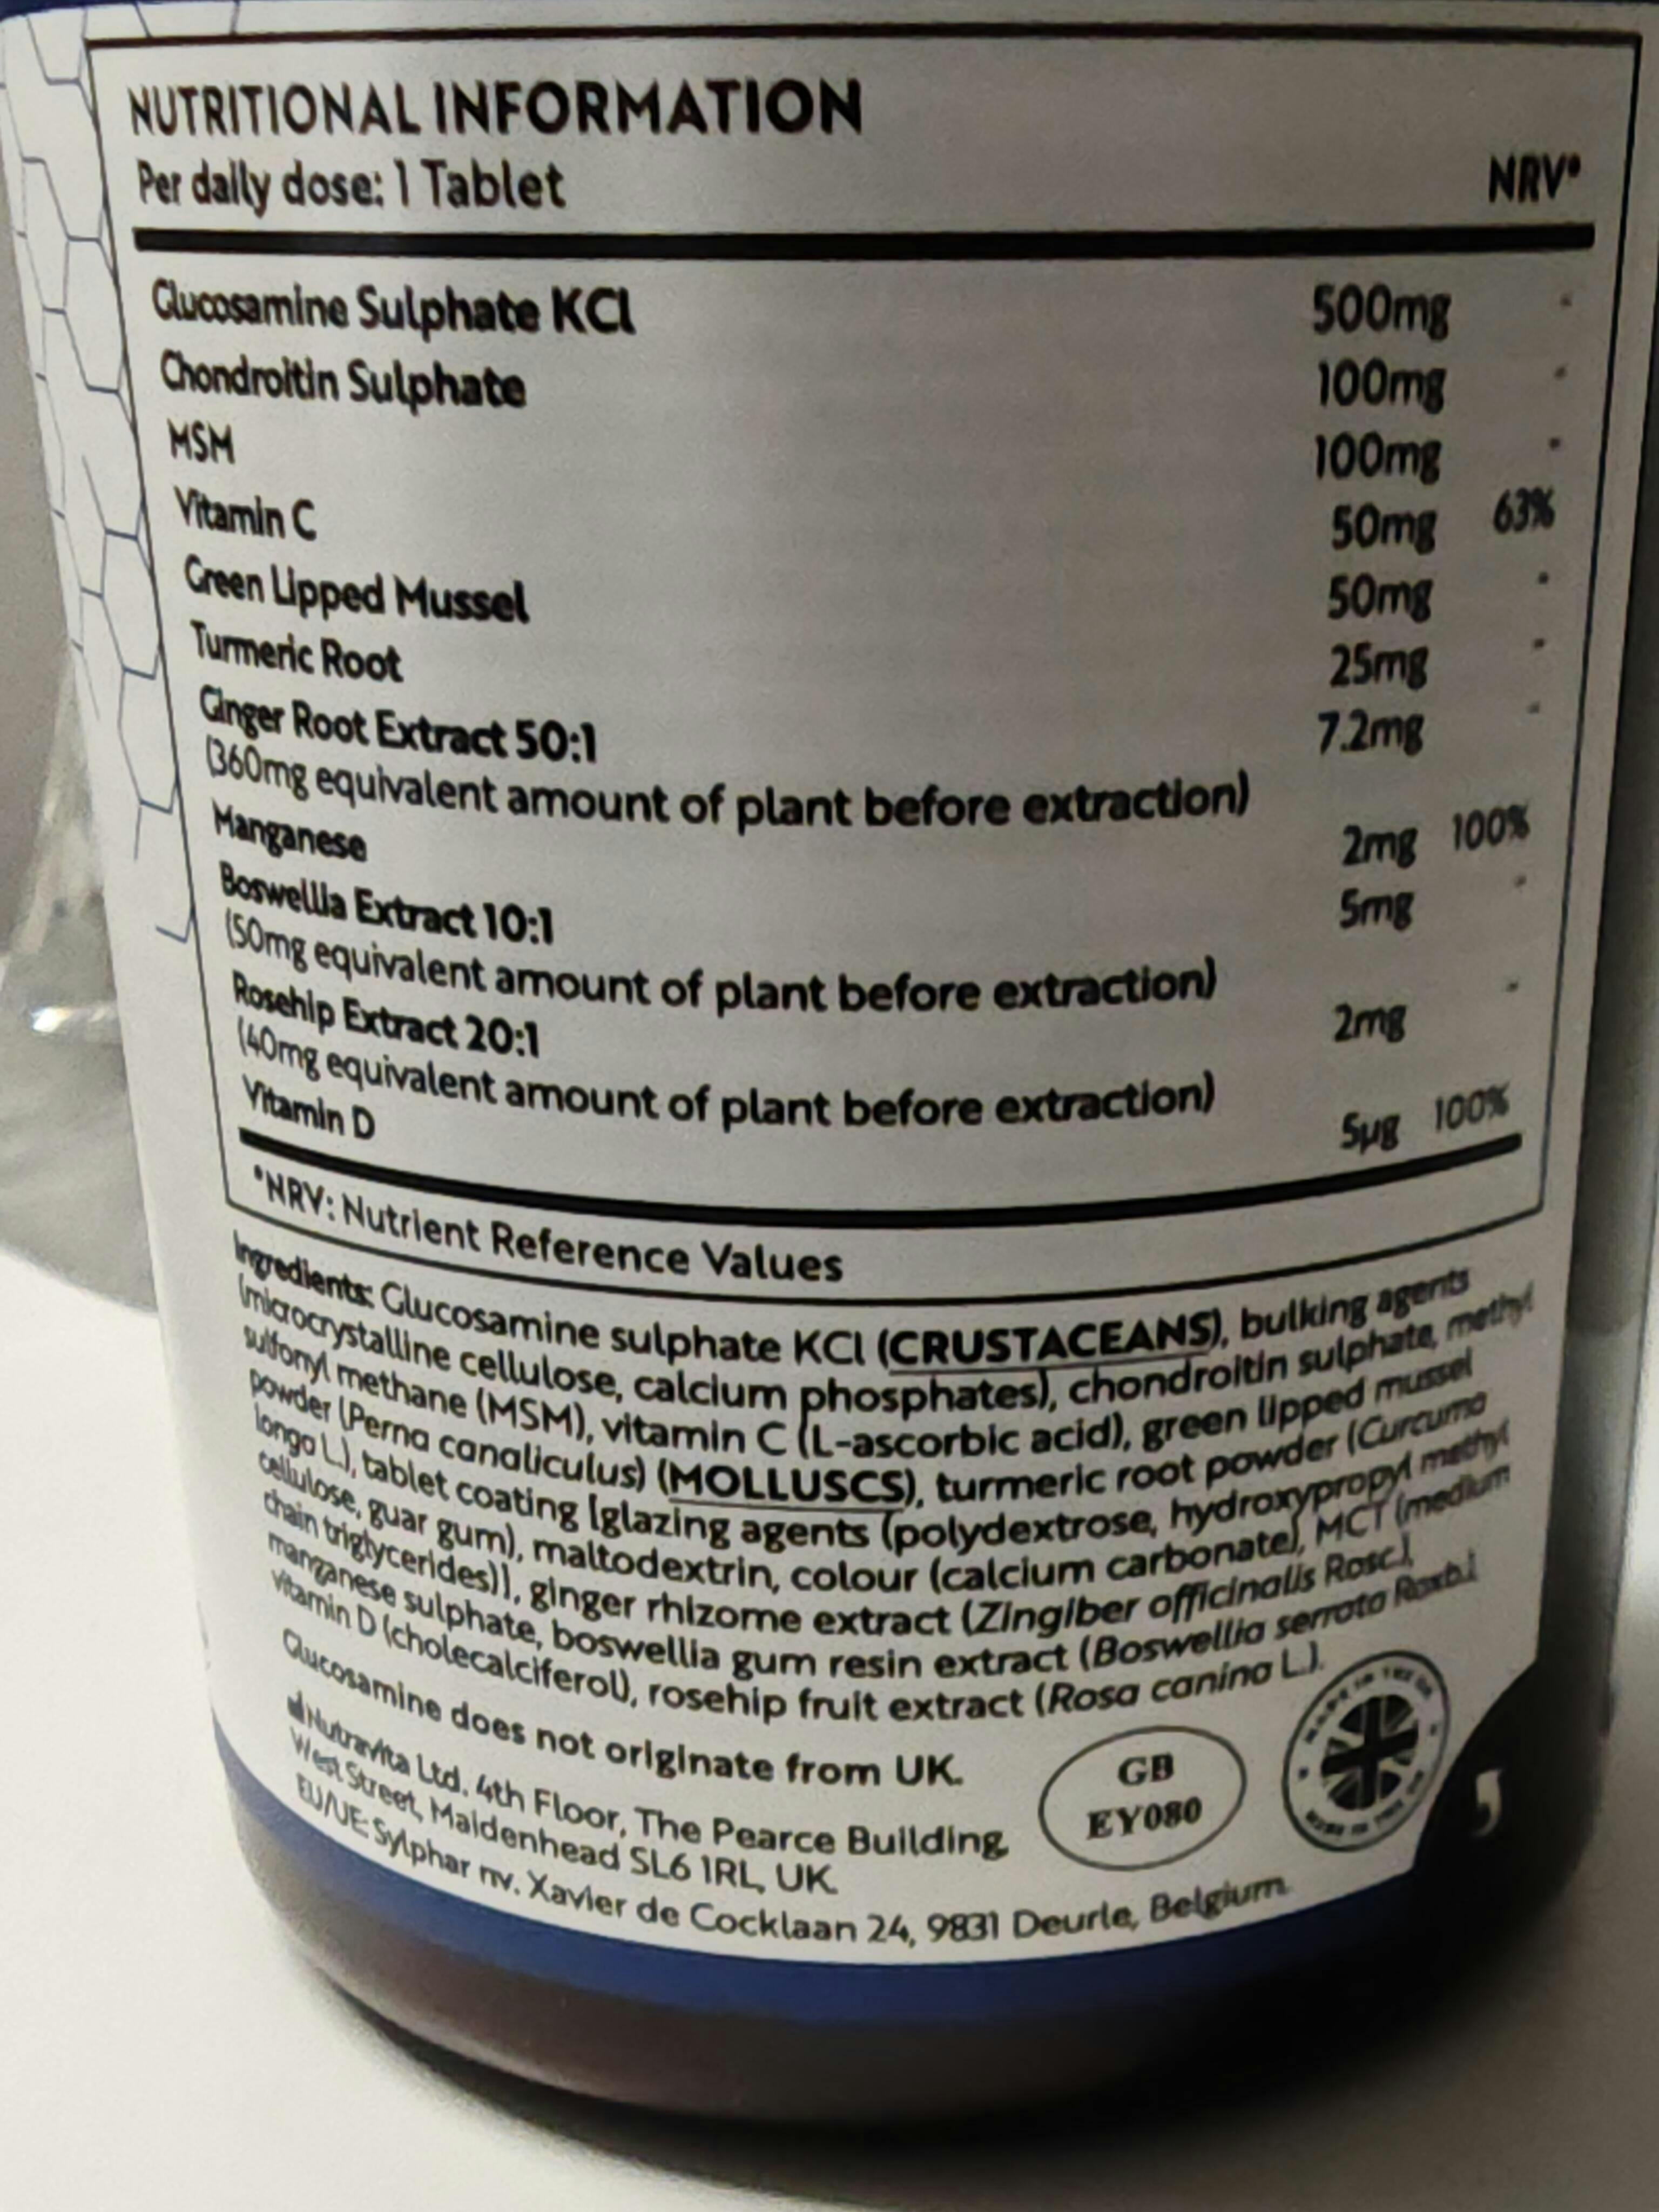 NUTRITIONAL INFORMATION
Per daily dose: 1 Tablet NRV*
Glucosamine Sulphate KCl 500mg -
Chondroitin Sulphate 100mg -
MSM 100mg -
Vitamin C 50mg 63%
Green Lipped Mussel 50mg -
Turmeric Root 25mg -
Ginger Root Extract 50:1 7.2mg -
(360mg equivalent amount of plant before extraction)
Manganese 2mg 100%
Boswellia Extract 10:1 5mg -
(50mg equivalent amount of plant before extraction)
Rosehip Extract 20:1 2mg -
(40mg equivalent amount of plant before extraction)
Vitamin D 5µg 100%
*NRV: Nutrient Reference Values
Ingredients: Glucosamine sulphate KCl (CRUSTACEANS), bulking agents
(microcrystalline cellulose, calcium phosphates), chondroitin sulphate, methyl
sulfonyl methane (MSM), vitamin C (L-ascorbic acid), green lipped mussel
powder (Perna canaliculus) (MOLLUSCS), turmeric root powder (Curcuma
longa L.), tablet coating [glazing agents (polydextrose, hydroxypropyl methyl
cellulose, guar gum), maltodextrin, colour (calcium carbonate), MCT (medium
chain triglycerides)], ginger rhizome extract (Zingiber officinalis Rosc.),
manganese sulphate, boswellia gum resin extract (Boswellia serrata Roxb.),
vitamin D (cholecalciferol), rosehip fruit extract (Rosa canina L.).
Glucosamine does not originate from UK.
Nutravita Ltd. 4th Floor, The Pearce Building,
West Street, Maidenhead SL6 1RL, UK.
EU/UE: Sylphar nv. Xavier de Cocklaan 24, 9831 Deurle, Belgium.
GB
EY080
MADE IN THE UK